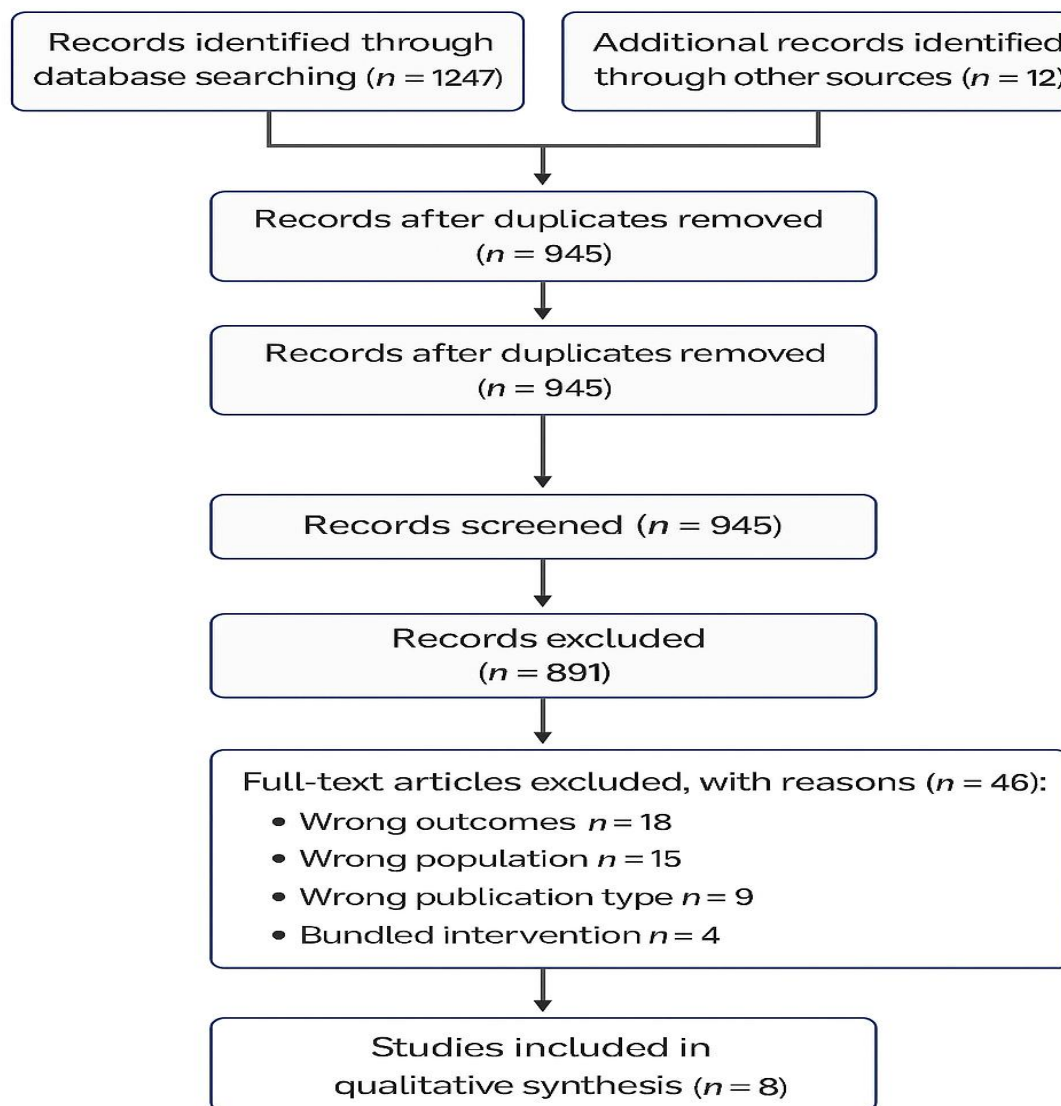 Records identified through
database searching (n = 1247)
Additional records identified
through other sources (n = 12)
Records after duplicates removed
(n = 945)
Records after duplicates removed
(n = 945)
Records screened (n = 945)
Records excluded
(n = 891)
Full-text articles excluded, with reasons (n = 46):
• Wrong outcomes n = 18
• Wrong population n = 15
• Wrong publication type n = 9
• Bundled intervention n = 4
Studies included in
qualitative synthesis (n = 8)